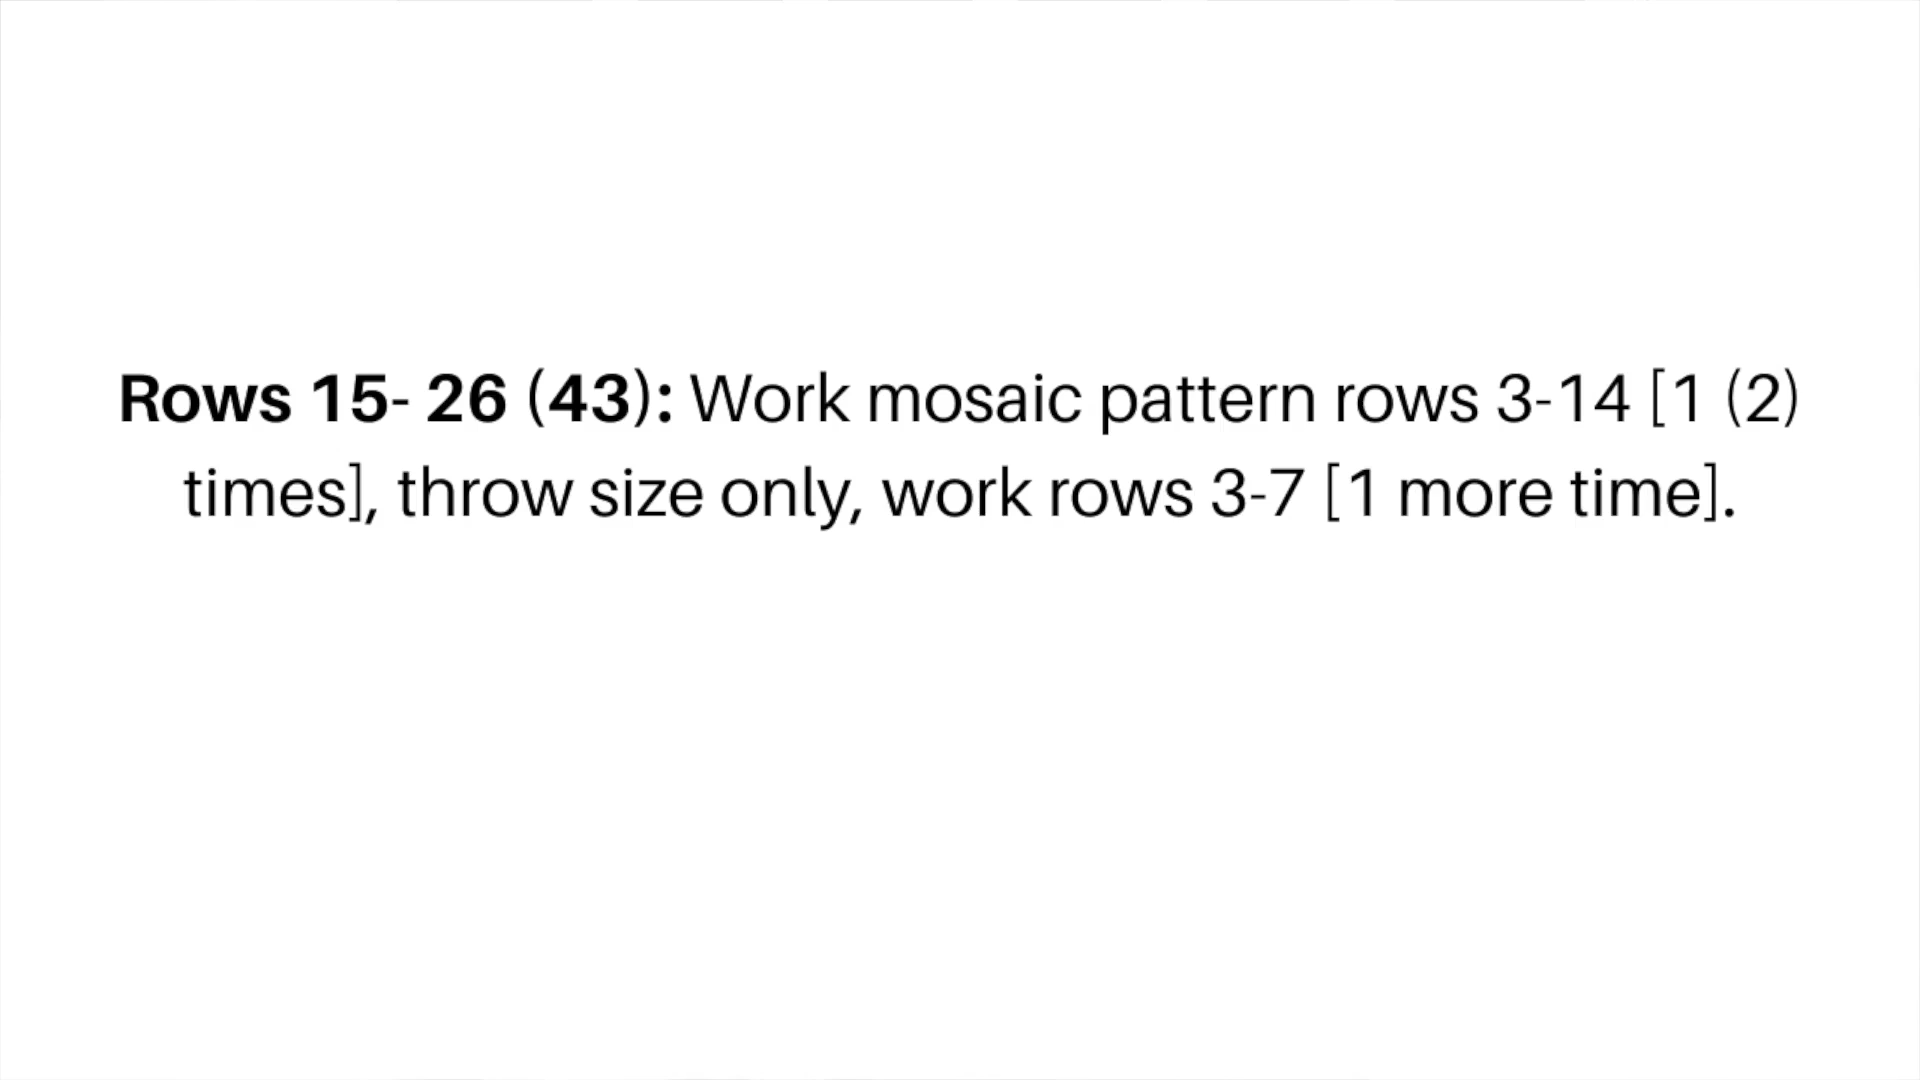 Rows 15- 26 (43): Work mosaic pattern rows 3-14 [1 (2)
times], throw size only, work rows 3-7 [1 more time].